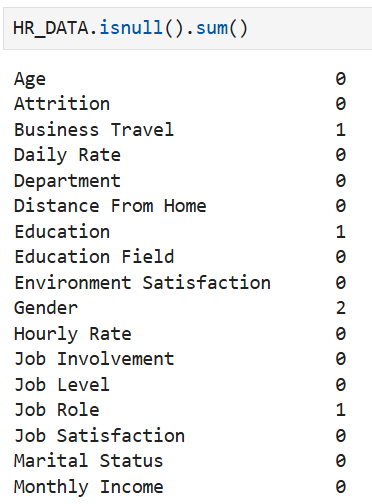 HR_DATA.isnull().sum()
Age 0
Attrition 0
Business Travel 1
Daily Rate 0
Department 0
Distance From Home 0
Education 1
Education Field 0
Environment Satisfaction 0
Gender 2
Hourly Rate 0
Job Involvement 0
Job Level 0
Job Role 1
Job Satisfaction 0
Marital Status 0
Monthly Income 0